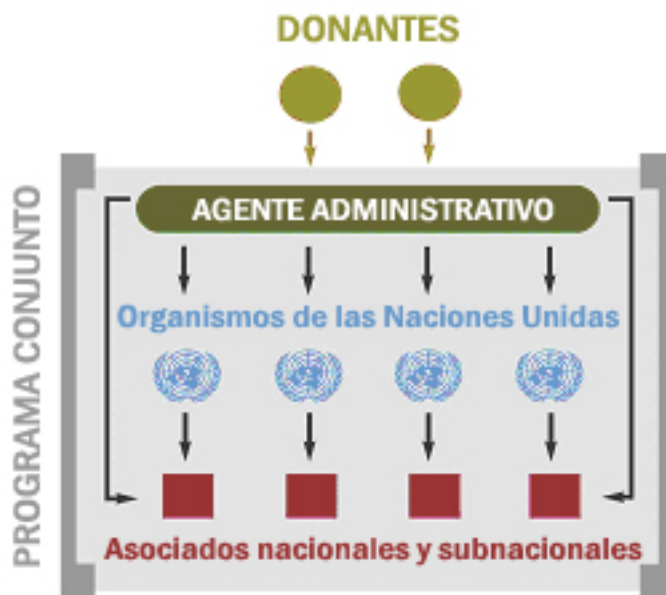 DONANTES
PROGRAMA CONJUNTO
AGENTE ADMINISTRATIVO
Organismos de las Naciones Unidas
Asociados nacionales y subnacionales